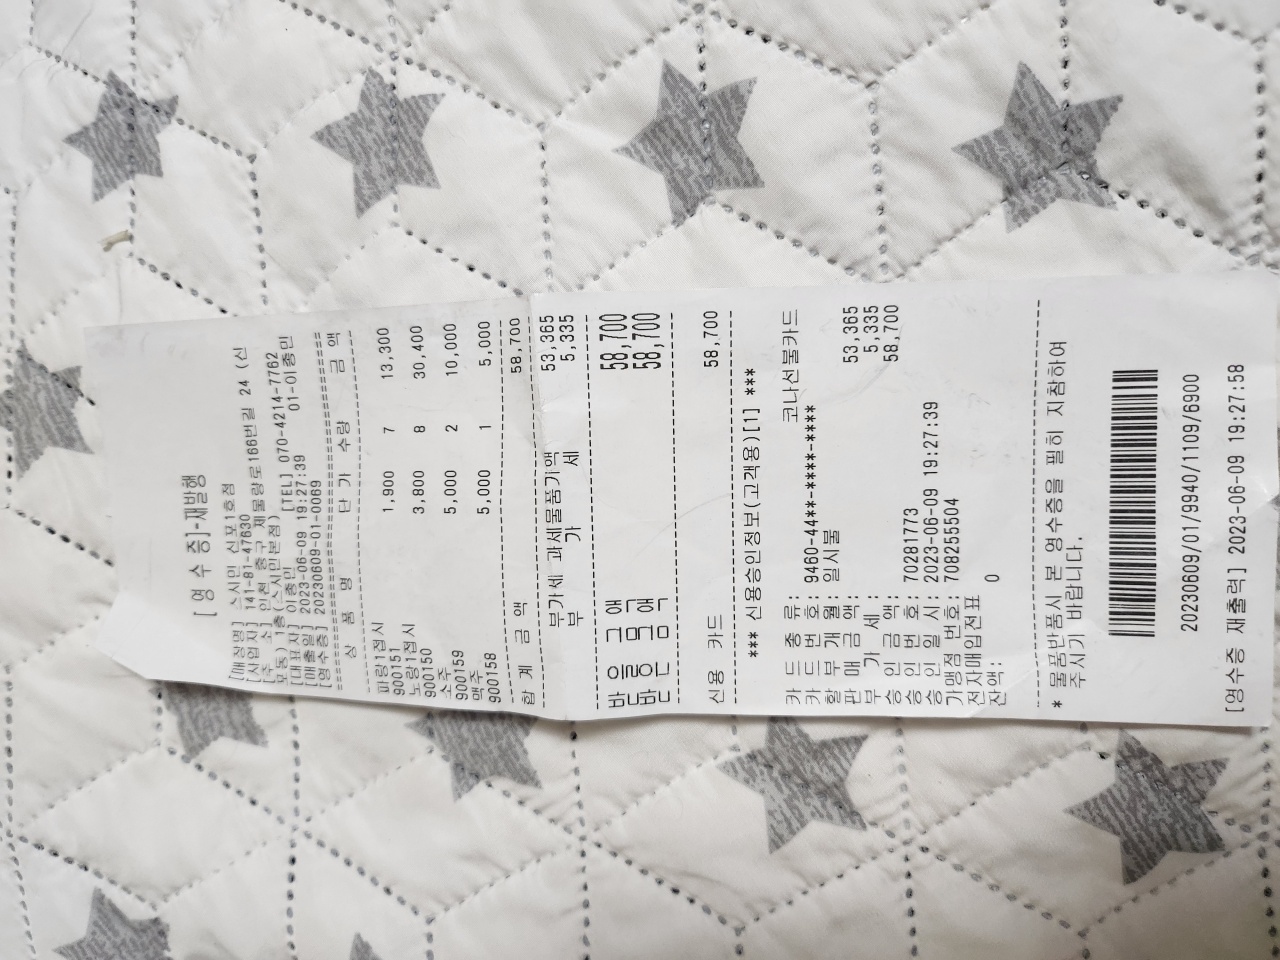 [영 수 증]-재발행
[매장명] 스시민 신포1호점
[사업자] 141-81-47630
[주 소] 인천 중구 제물량로166번길 24 (신
포동) 1층(스시민본점)
[대표자] 이종민 [TEL] 070-4214-7762
[매출일] 2023-06-09 19:27:39 01-이종민
[영수증] 20230609-01-0069
================================
상 품 명 단 가 수량 금 액
--------------------------------
파랑1접시
900151 1,900 7 13,300
노랑1접시
900150 3,800 8 30,400
소주
900159 5,000 2 10,000
맥주
900158 5,000 1 5,000
--------------------------------
합 계 금 액 58,700
--------------------------------
부가세 과세물품가액 53,365
부 가 세 5,335
--------------------------------
받을금액 58,700
받은금액 58,700
--------------------------------
신용 카드 58,700
--------------------------------
*** 신용승인정보(고객용)[1] ***
카 드 종 류: 코나선불카드
카 드 번 호: 9460-44**-****-****
할 부 개 월: 일시불
판 매 금 액: 53,365
부 가 세: 5,335
승 인 금 액: 58,700
승 인 번 호: 70281773
승 인 일 시: 2023-06-09 19:27:39
가맹점 번호: 708255504
전자매입전표
잔액: 0
--------------------------------
* 물품반품시 본 영수증을 필히 지참하여
주시기 바랍니다.
20230609/01/9940/1109/6900
[영수증 재출력] 2023-06-09 19:27:58